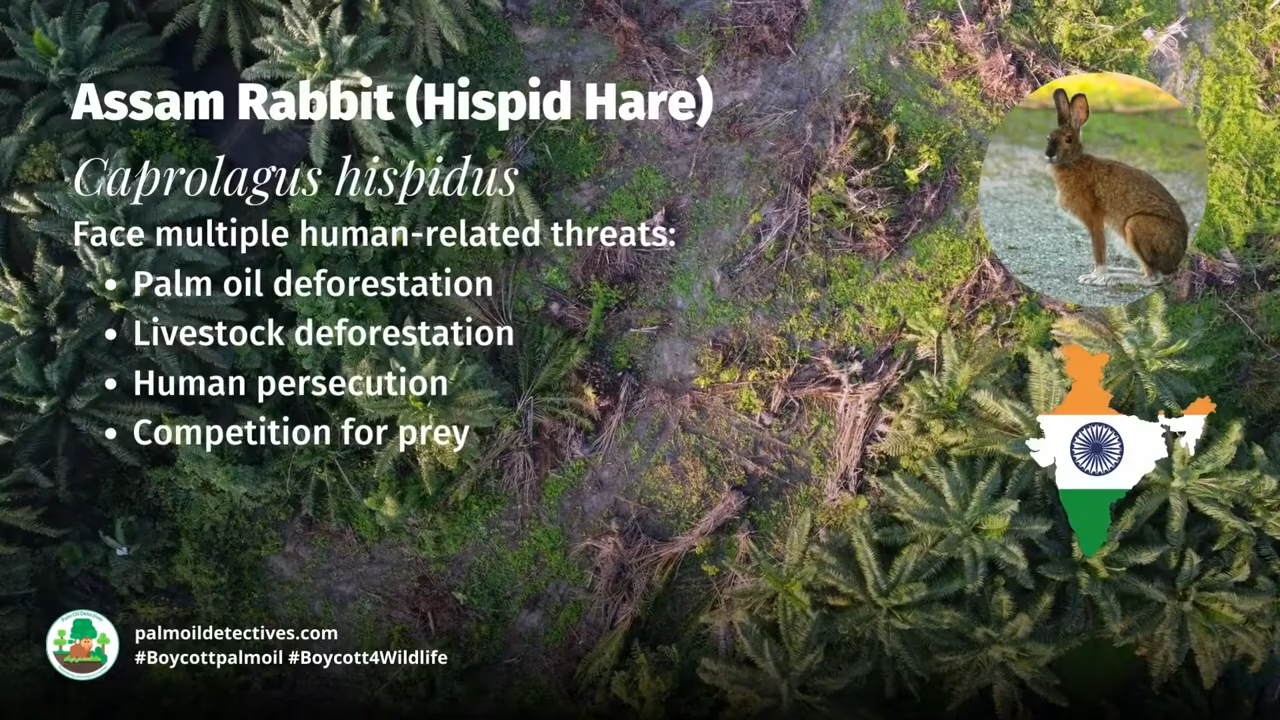 Assam Rabbit (Hispid Hare)
Caprolagus hispidus
Face multiple human-related threats:
• Palm oil deforestation
• Livestock deforestation
• Human persecution
• Competition for prey
palmoildetectives.com
#Boycottpalmoil #Boycott4Wildlife